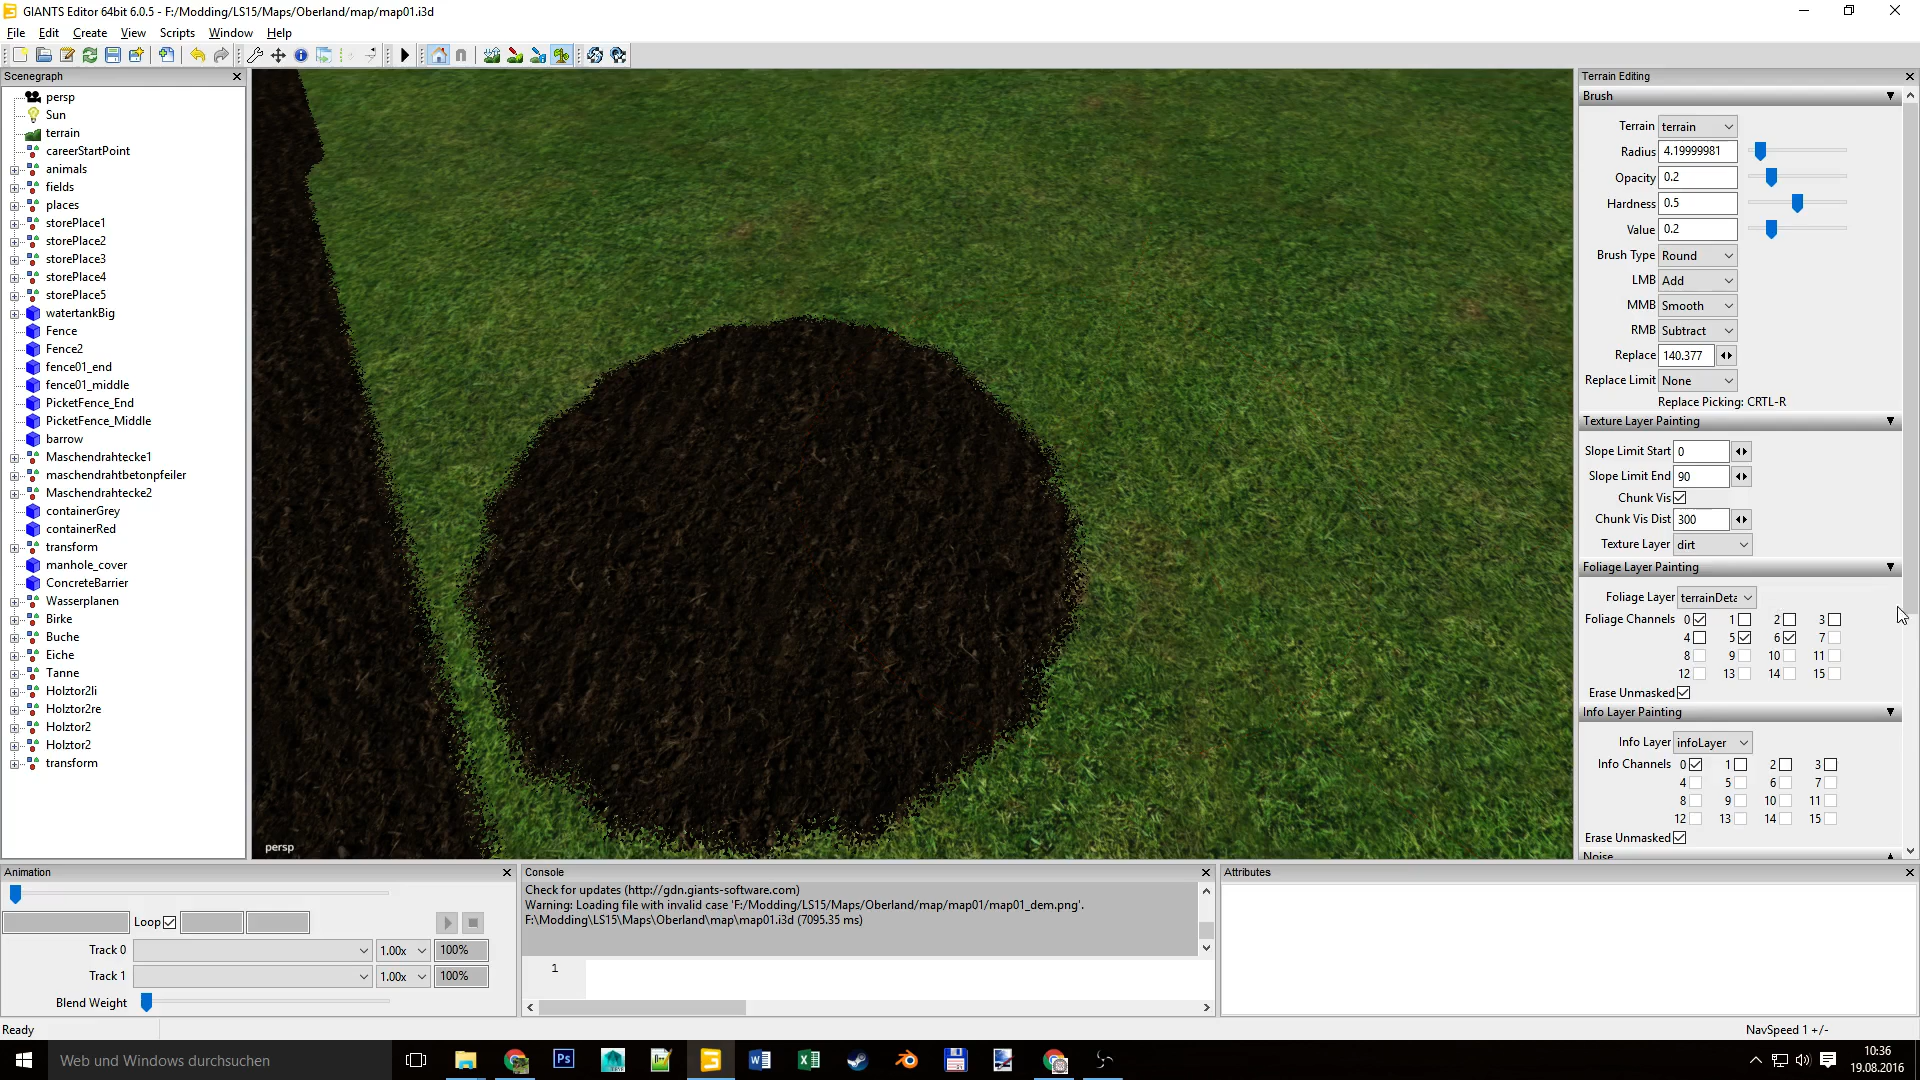 GIANTS Editor 64bit 6.0.5 - F:/Modding/LS15/Maps/Oberland/map/map01.i3d
File Edit Create View Scripts Window Help
Scenegraph
persp
Sun
terrain
careerStartPoint
animals
fields
places
storePlace1
storePlace2
storePlace3
storePlace4
storePlace5
watertankBig
Fence
Fence2
fence01_end
fence01_middle
PicketFence_End
PicketFence_Middle
barrow
Maschendrahtecke1
maschendrahtbetonpfeiler
Maschendrahtecke2
containerGrey
containerRed
transform
manhole_cover
ConcreteBarrier
Wasserplanen
Birke
Buche
Eiche
Tanne
Holztor2li
Holztor2re
Holztor2
Holztor2
transform
persp
Terrain Editing
Brush
Terrain terrain
Radius 4.19999981
Opacity 0.2
Hardness 0.5
Value 0.2
Brush Type Round
LMB Add
MMB Smooth
RMB Subtract
Replace 140.377
Replace Limit None
Replace Picking: CRTL-R
Texture Layer Painting
Slope Limit Start 0
Slope Limit End 90
Chunk Vis
Chunk Vis Dist 300
Texture Layer dirt
Foliage Layer Painting
Foliage Layer terrainDeta
Foliage Channels 0 1 2 3
4 5 6 7
8 9 10 11
12 13 14 15
Erase Unmasked
Info Layer Painting
Info Layer infoLayer
Info Channels 0 1 2 3
4 5 6 7
8 9 10 11
12 13 14 15
Erase Unmasked
Noise
Animation
Loop
Track 0 1.00x 100%
Track 1 1.00x 100%
Blend Weight
Console
Check for updates (http://gdn.giants-software.com)
Warning: Loading file with invalid case 'F:/Modding/LS15/Maps/Oberland/map/map01/map01_dem.png'.
F:\Modding\LS15\Maps\Oberland\map\map01.i3d (7095.35 ms)
1
Attributes
Ready
NavSpeed 1 +/-
Web und Windows durchsuchen
Ps
10:36
19.08.2016